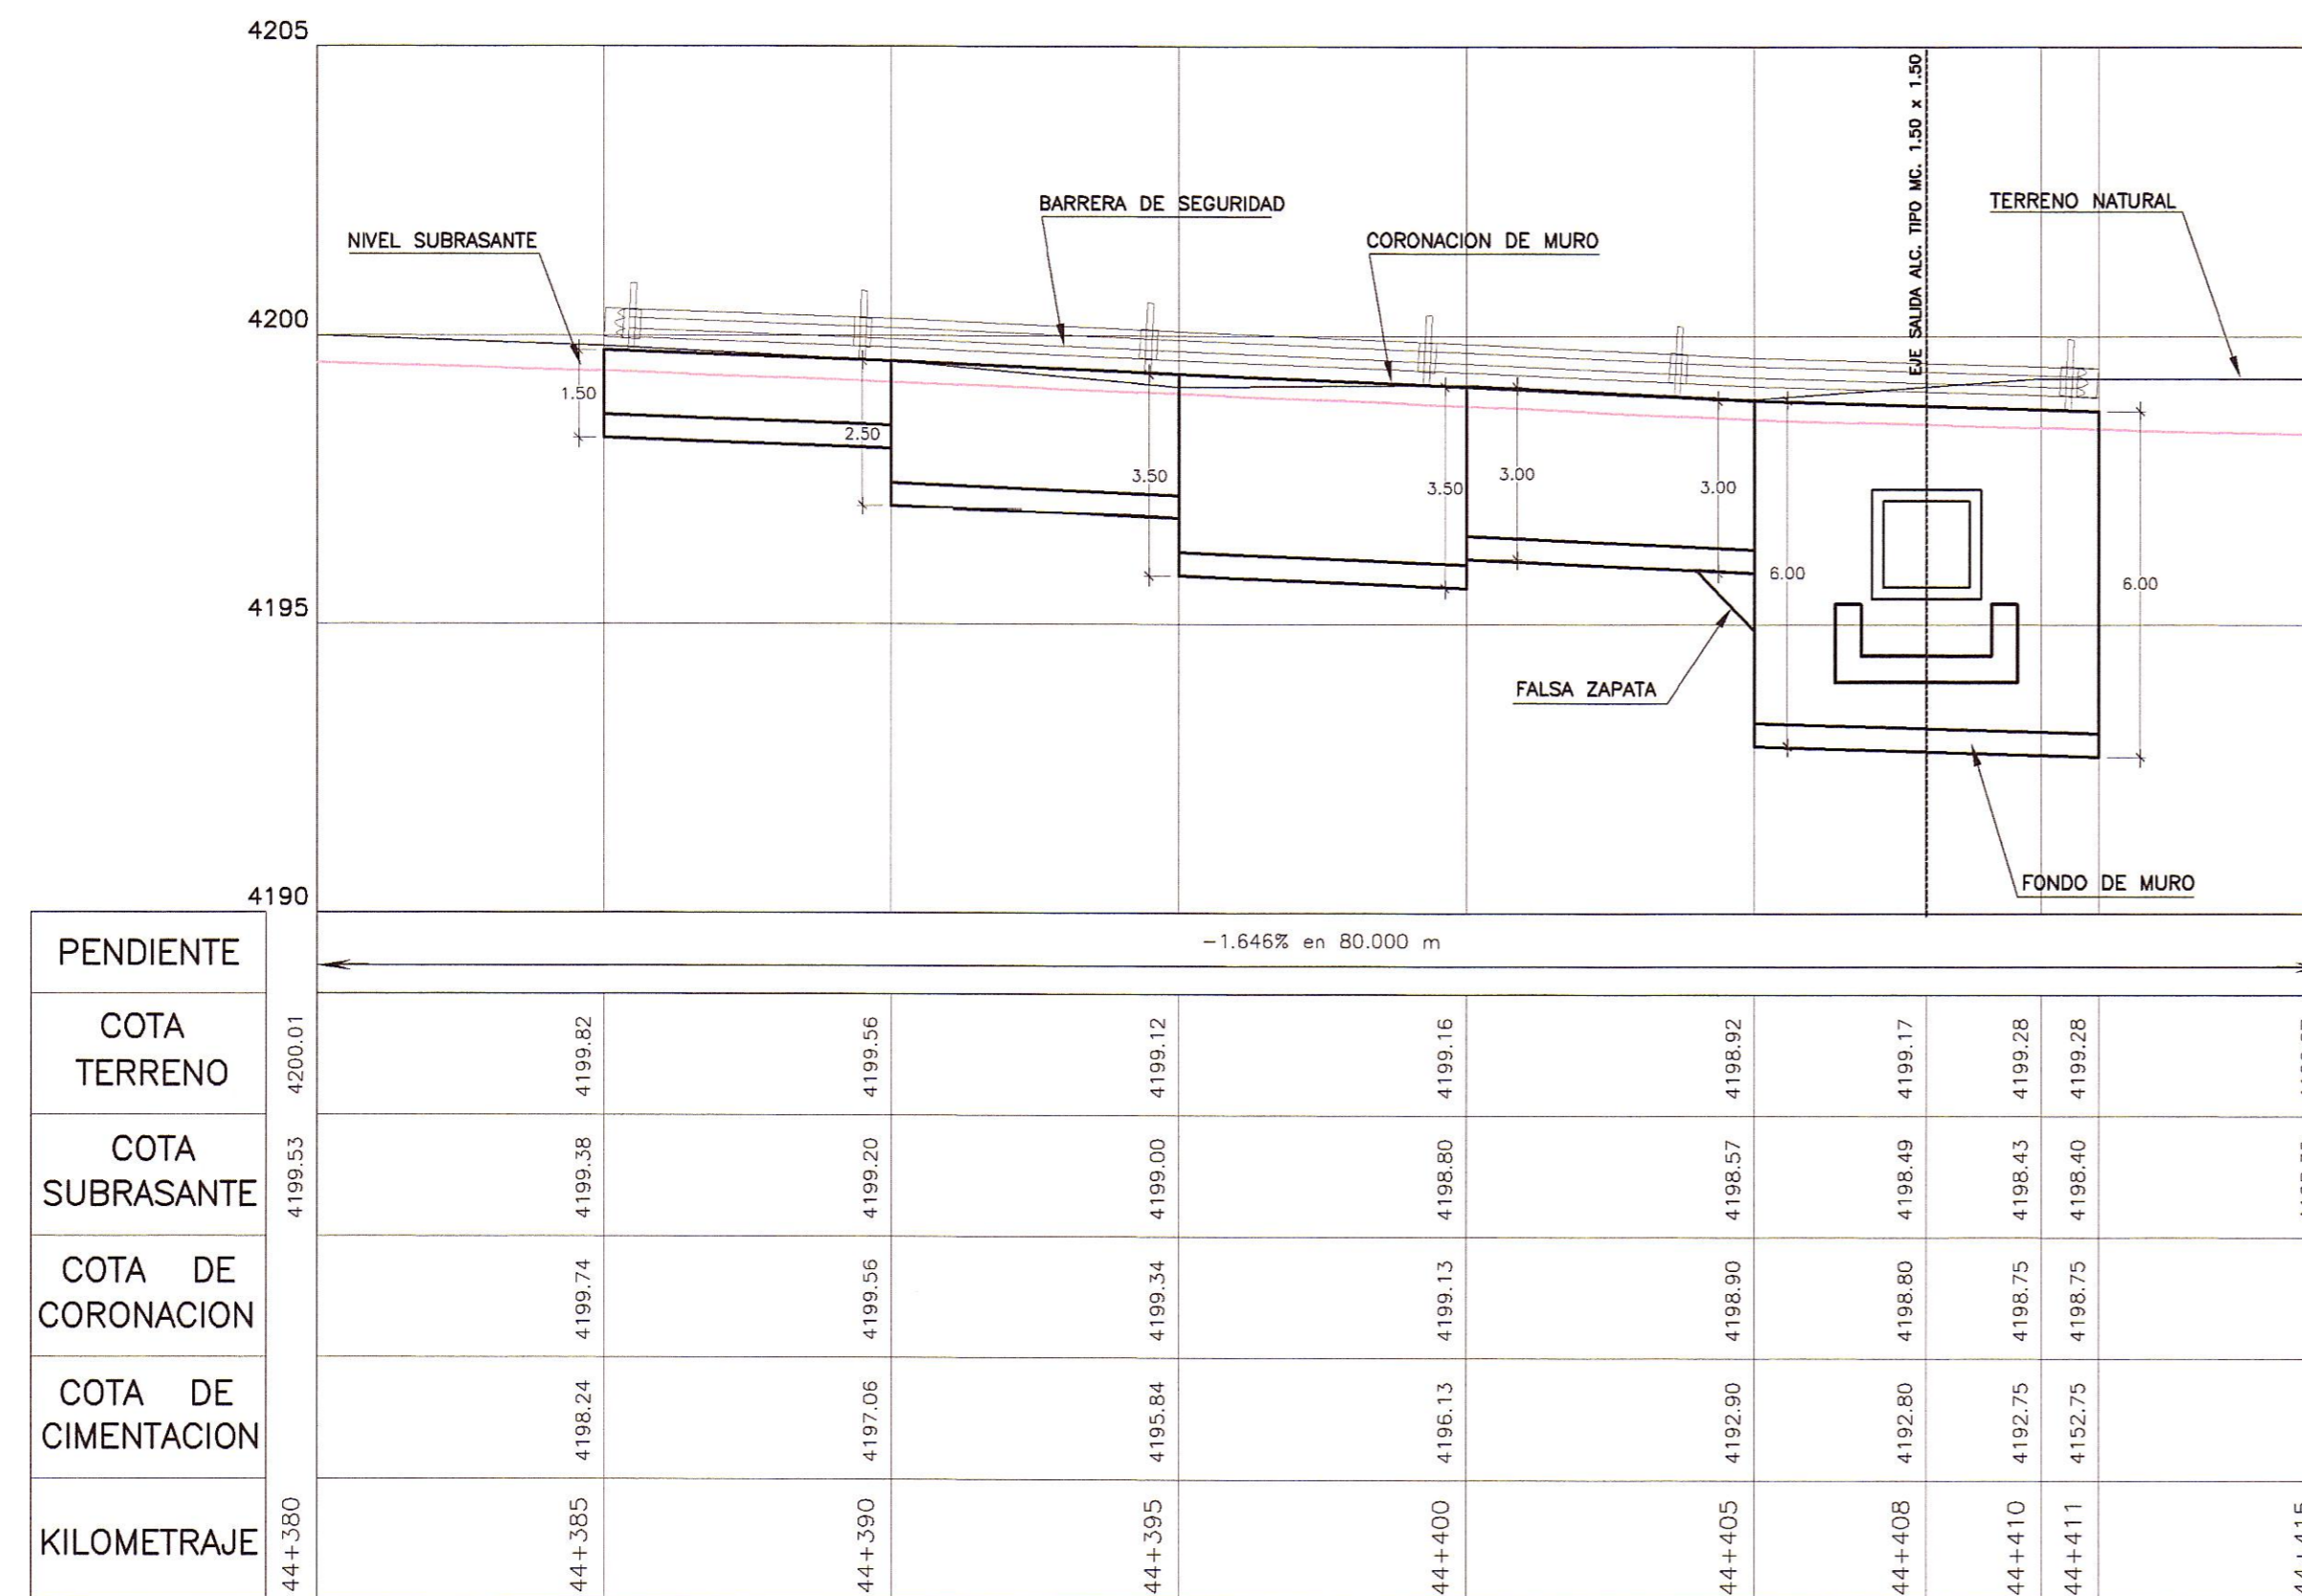 4205
EJE SALIDA ALC. TIPO MC. 1.50 x 1.50
TERRENO NATURAL
BARRERA DE SEGURIDAD
NIVEL SUBRASANTE
CORONACION DE MURO
4200
1.50
2.50
3.50
3.50
3.00
3.00
6.00
6.00
4195
FALSA ZAPATA
FONDO DE MURO
4190
PENDIENTE
-1.646% en 80.000 m
COTA
TERRENO
4200.01 4199.82 4199.56 4199.12 4199.16 4198.92 4199.17 4199.28 4199.28
COTA
SUBRASANTE
4199.53 4199.38 4199.20 4199.00 4198.80 4198.57 4198.49 4198.43 4198.40
COTA DE
CORONACION
4199.74 4199.56 4199.34 4199.13 4198.90 4198.80 4198.75 4198.75
COTA DE
CIMENTACION
4198.24 4197.06 4195.84 4196.13 4192.90 4192.80 4192.75 4152.75
KILOMETRAJE
44+380 44+385 44+390 44+395 44+400 44+405 44+408 44+410 44+411